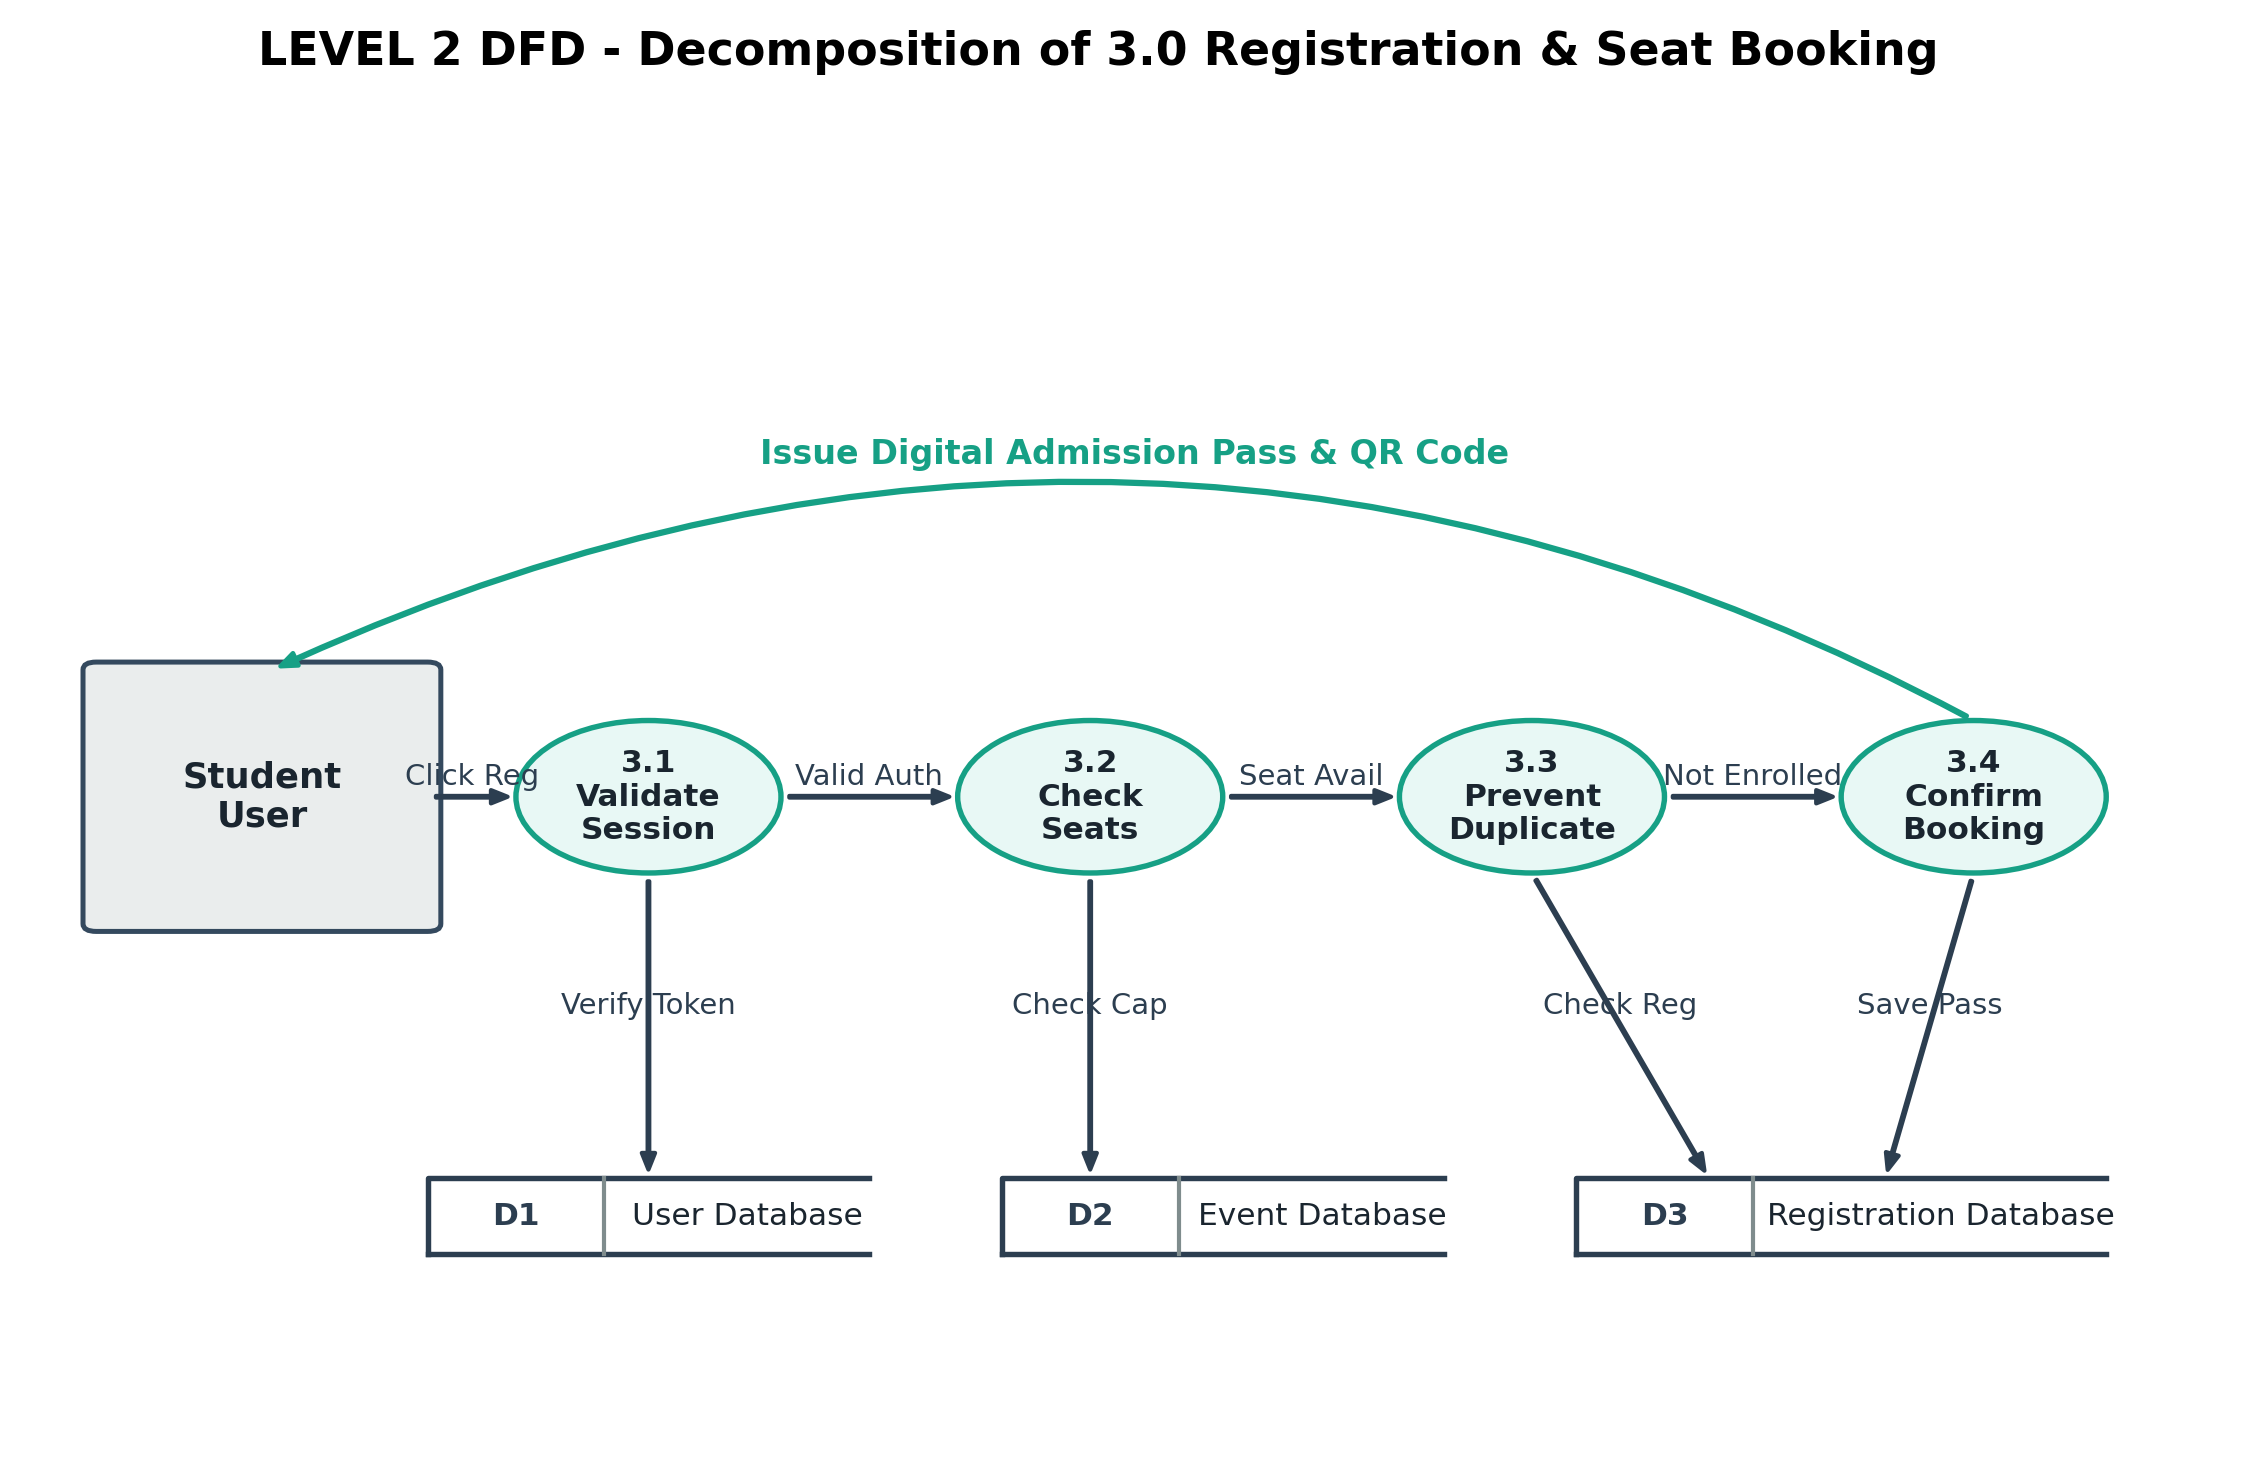 LEVEL 2 DFD - Decomposition of 3.0 Registration & Seat Booking
Issue Digital Admission Pass & QR Code
Student
User
Click Reg
3.1
Validate
Session
Valid Auth
3.2
Check
Seats
Seat Avail
3.3
Prevent
Duplicate
Not Enrolled
3.4
Confirm
Booking
Verify Token
Check Cap
Check Reg
Save Pass
D1
User Database
D2
Event Database
D3
Registration Database